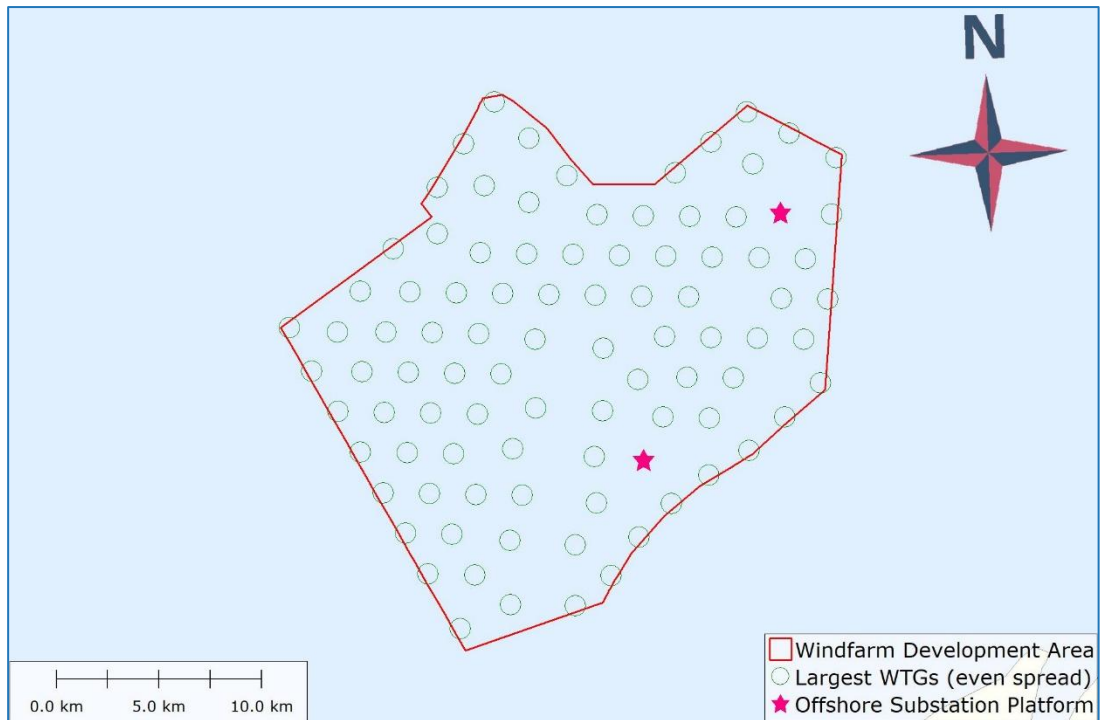 N
Windfarm Development Area
Largest WTGs (even spread)
Offshore Substation Platform
0.0 km 5.0 km 10.0 km